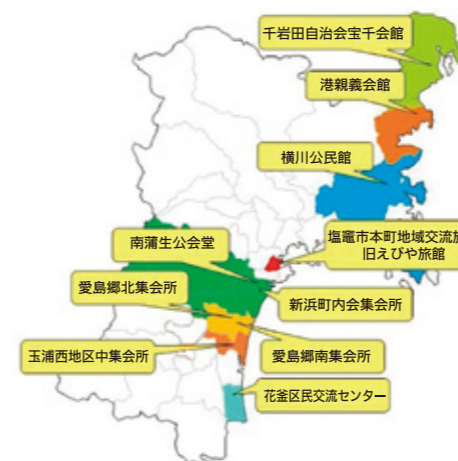 千岩田自治会宝千会館
港親義会館
横川公民館
塩竈市本町地域交流施
旧えびや旅館
南蒲生公会堂
愛島郷北集会所
新浜町内会集会所
玉浦西地区中集会所
愛島郷南集会所
花釜区民交流センター